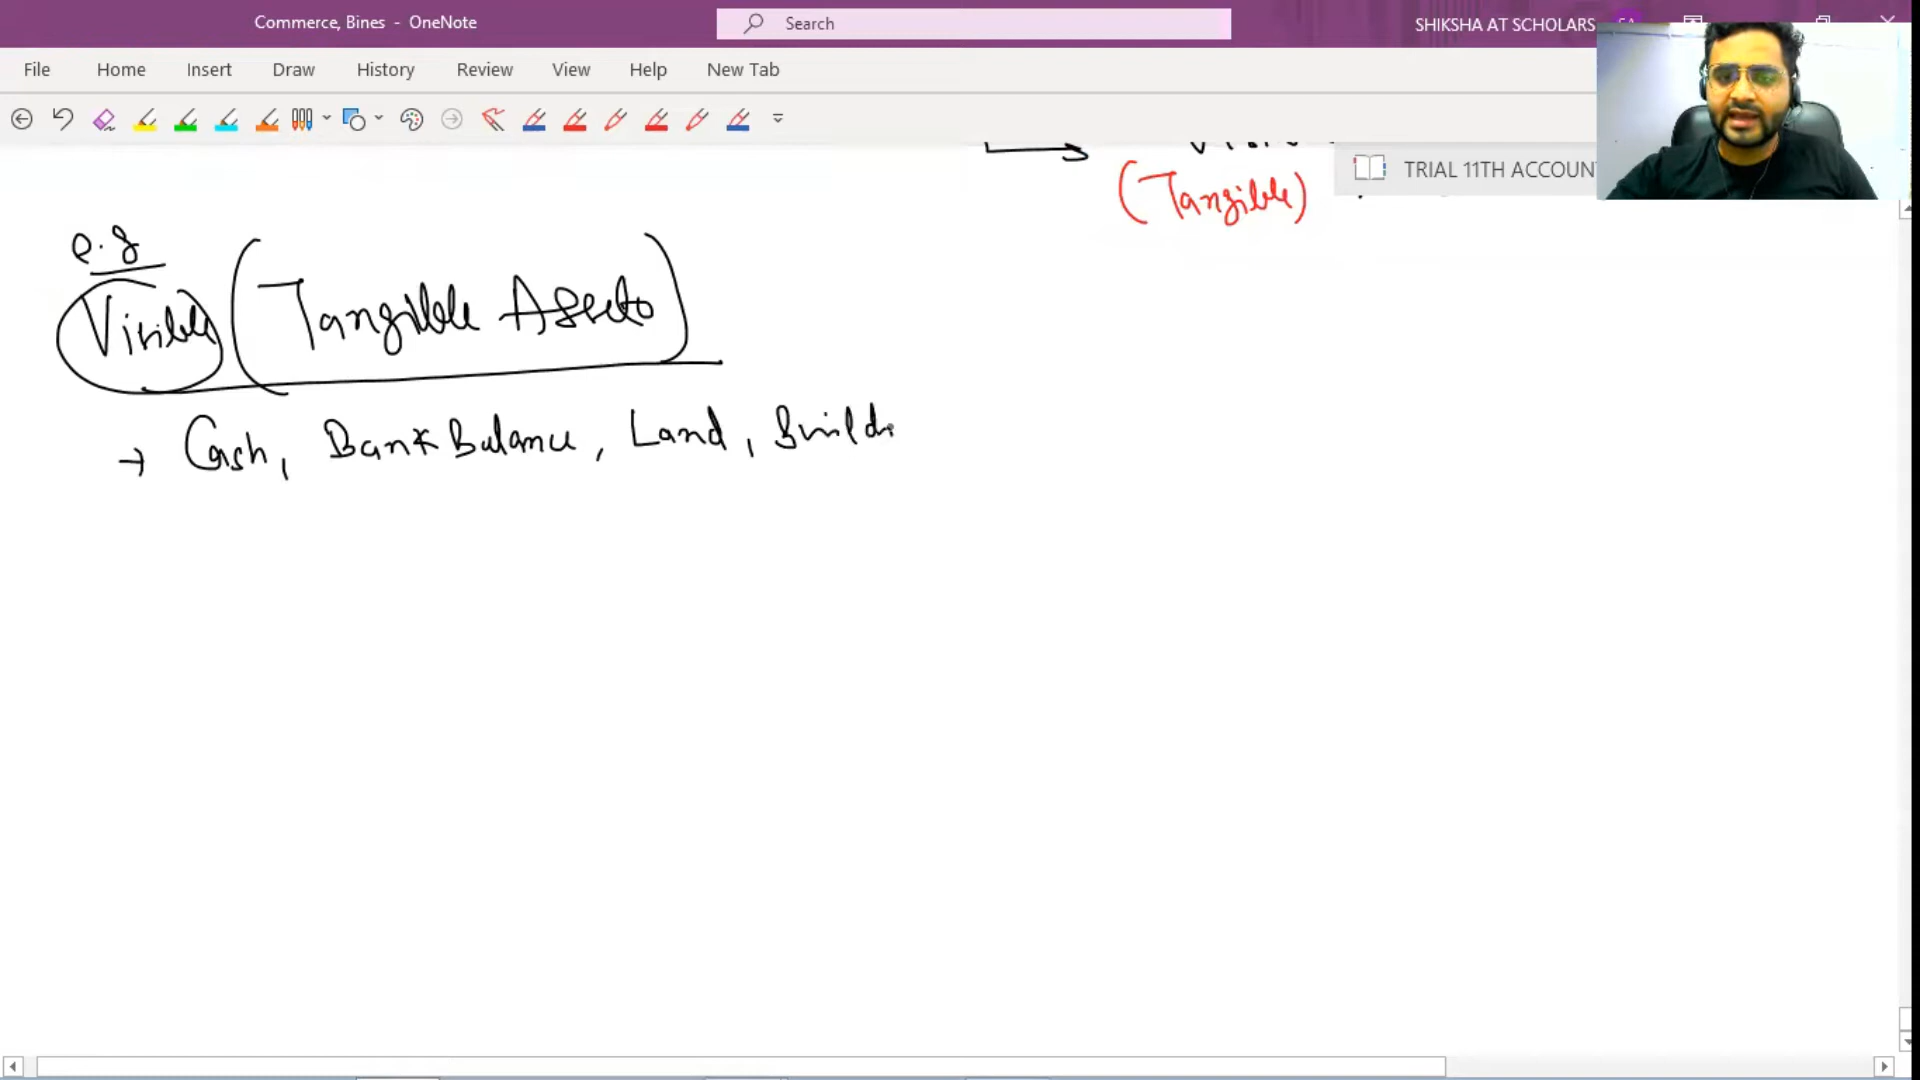 Commerce, Bines - OneNote
Search
SHIKSHA AT SCHOLARS
File Home Insert Draw History Review View Help New Tab
TRIAL 11TH ACCOUN
(Tangible)
e.g
Visible (Tangible Assets)
→ Cash, Bank Balance, Land, Buildi